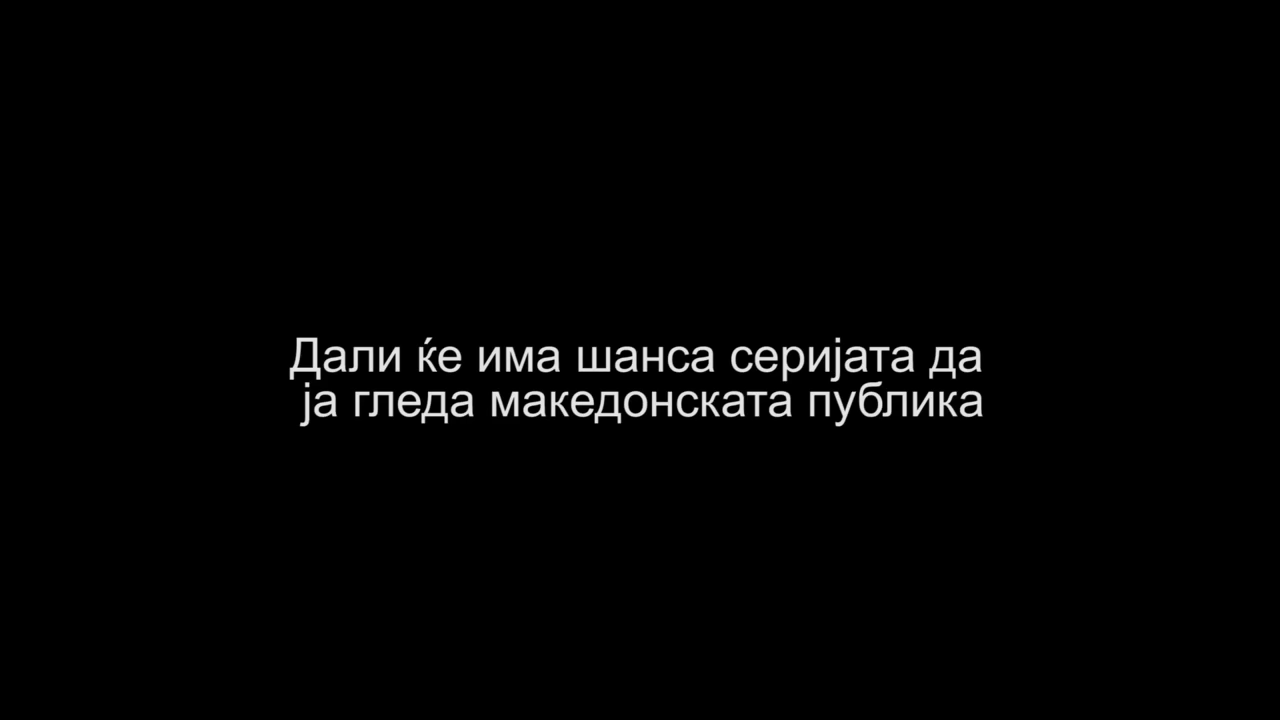 Дали ќе има шанса серијата да
ја гледа македонската публика